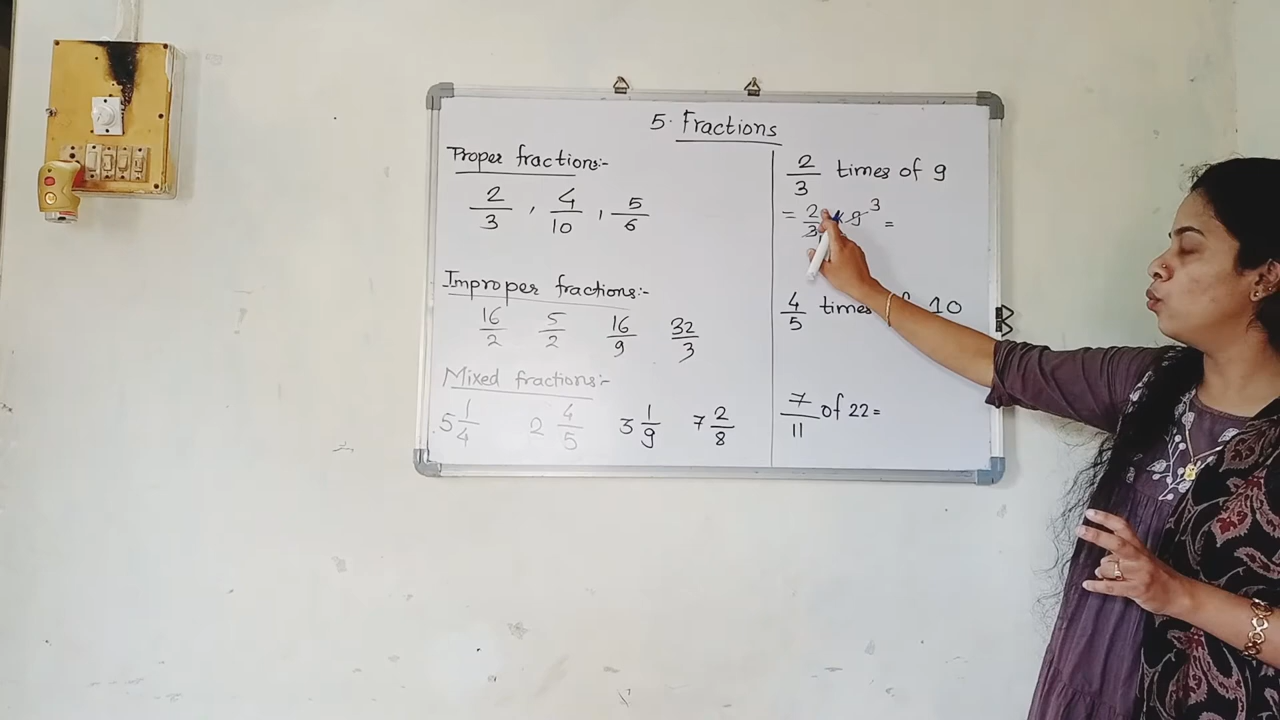 5. Fractions
Proper fractions:-
2/3 , 4/10 , 5/6
Improper fractions:-
16/2 5/2 16/9 32/3
Mixed fractions:-
5 1/4 2 4/5 3 1/9 7 2/8
2/3 times of 9
= 2/3 × 9 3 =
4/5 times of 10
7/11 of 22 =